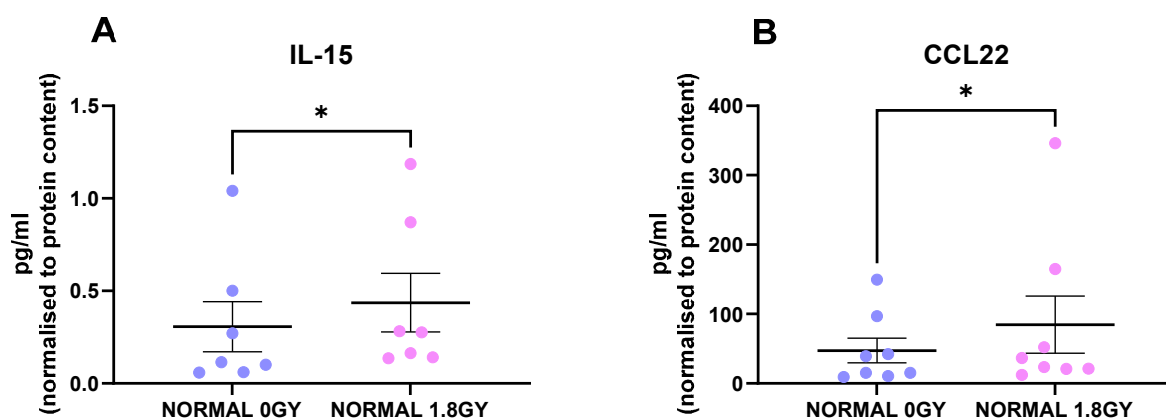 A
IL-15
pg/ml
(normalised to protein content)
1.5
1.0
0.5
0.0
*
NORMAL 0GY
NORMAL 1.8GY
B
CCL22
pg/ml
(normalised to protein content)
400
300
200
100
0
*
NORMAL 0GY
NORMAL 1.8GY